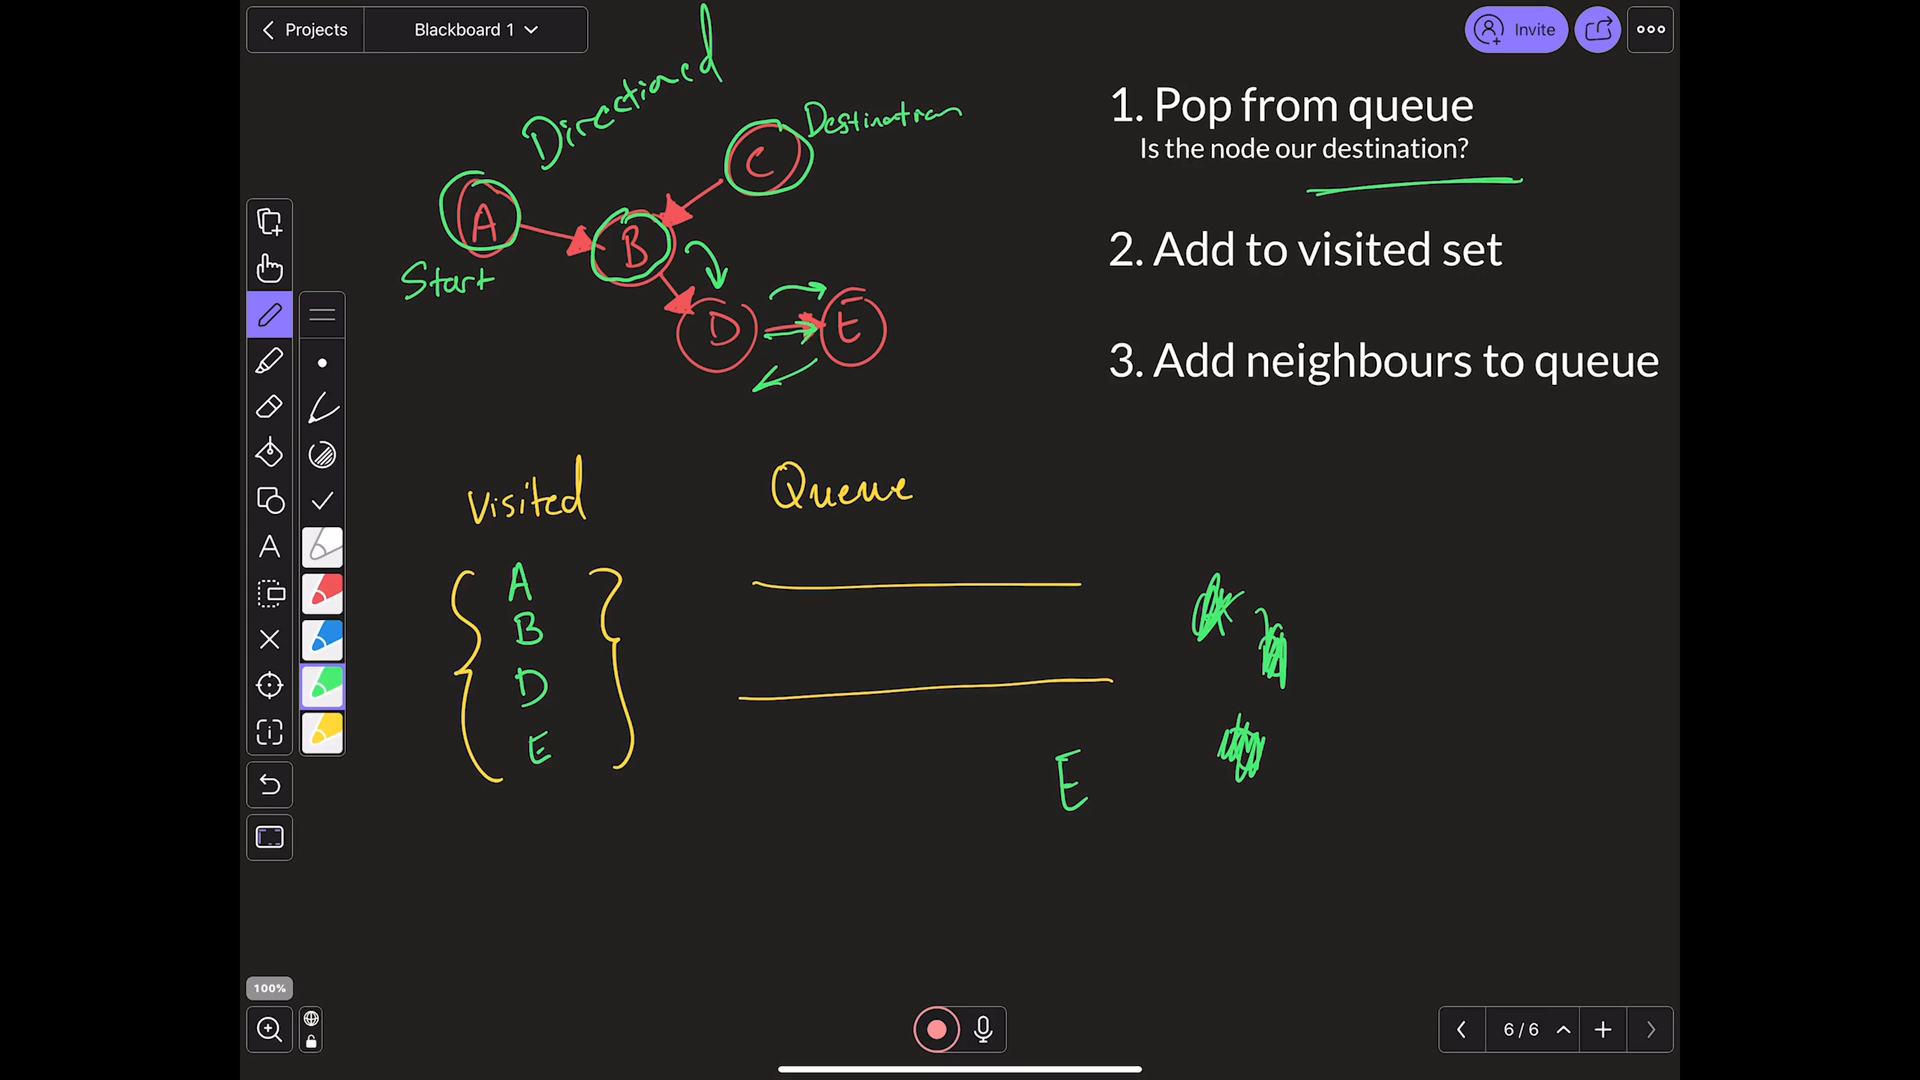 Projects
Blackboard 1
Invite
Directioned
C
Destination
A
B
Start
D
E
1. Pop from queue
Is the node our destination?
2. Add to visited set
3. Add neighbours to queue
Visited
Queue
A
B
D
E
E
A
100%
6 / 6